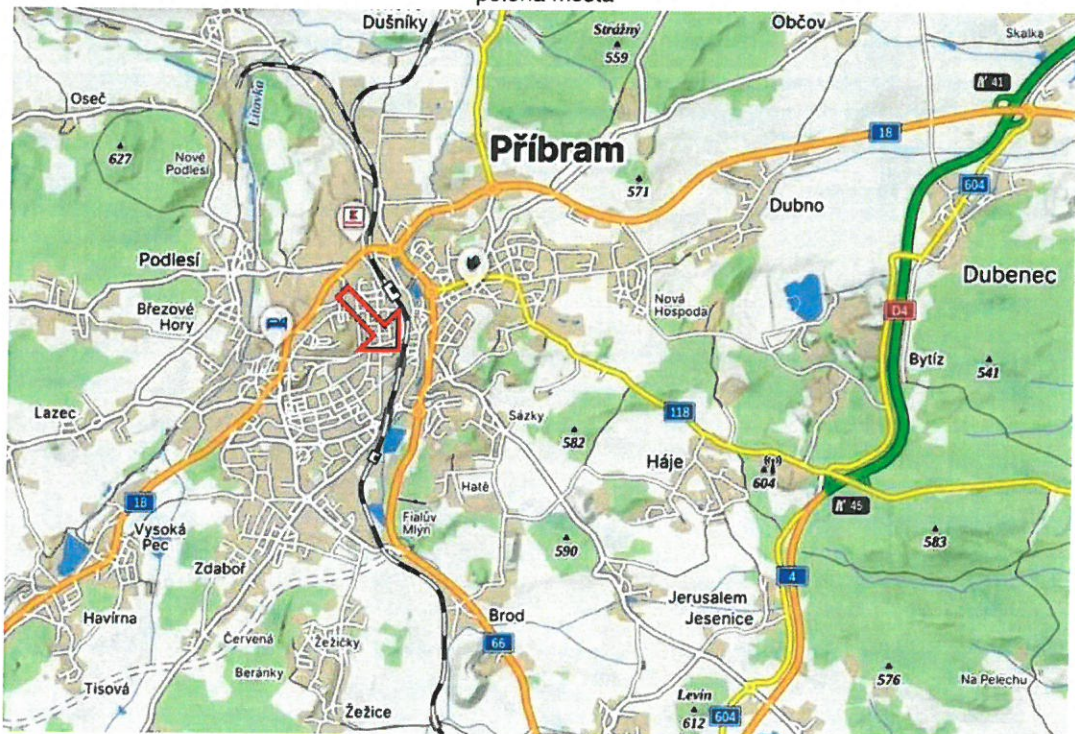 poloha města
Dušníky
Strážný
559
Občov
Skalka
41
Oseč
Litavka
18
627
Nové
Podlesí
Příbram
571
604
K
Dubno
Podlesí
Dubenec
Březové
Hory
Nová
Hospoda
D4
Bytíz
541
Lazec
Sázky
118
582
Háje
604
Hatě
45
18
Fialův
Mlýn
Vysoká
Pec
583
590
Zdaboř
4
Jerusalem
Havírna
Brod
Jesenice
Červená
Žežičky
66
Beránky
576
Na Pelechu
Tisová
Levín
Žežice
612
604